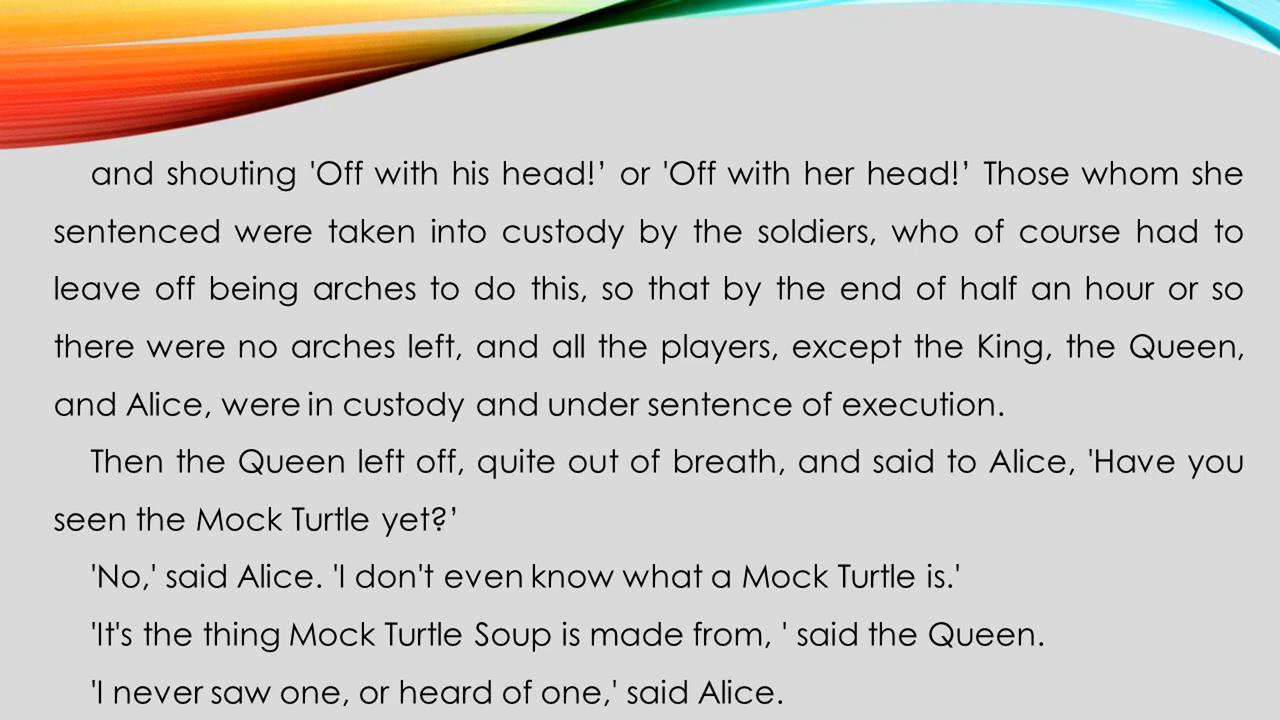 and shouting 'Off with his head!’ or 'Off with her head!’ Those whom she
sentenced were taken into custody by the soldiers, who of course had to
leave off being arches to do this, so that by the end of half an hour or so
there were no arches left, and all the players, except the King, the Queen,
and Alice, were in custody and under sentence of execution.
Then the Queen left off, quite out of breath, and said to Alice, 'Have you
seen the Mock Turtle yet?’
'No,' said Alice. 'I don't even know what a Mock Turtle is.'
'It's the thing Mock Turtle Soup is made from, ' said the Queen.
'I never saw one, or heard of one,' said Alice.